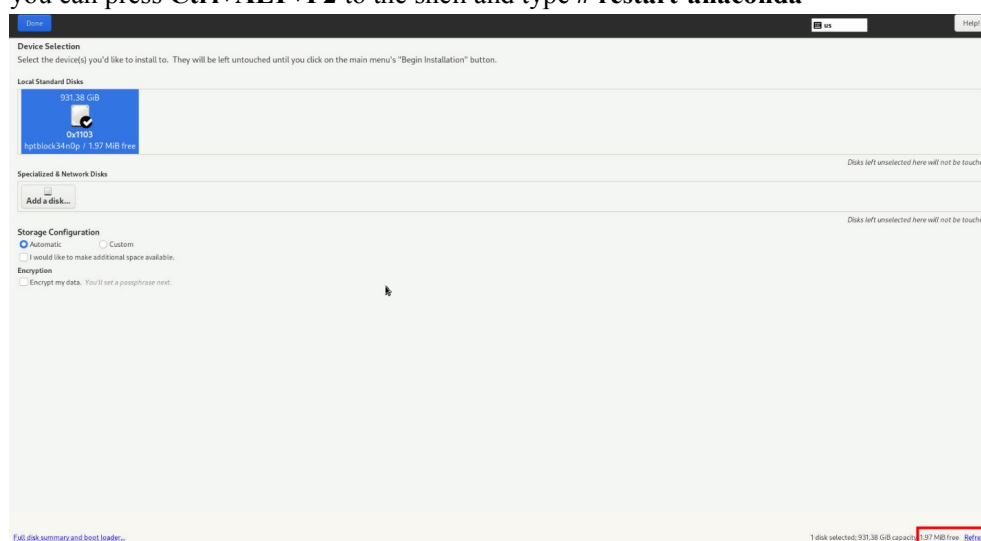 you can press Ctrl+ALT+F2 to the shell and type # restart-anaconda
Done
us
Help!
Device Selection
Select the device(s) you'd like to install to. They will be left untouched until you click on the main menu's "Begin Installation" button.
Local Standard Disks
931.38 GiB
0x1103
hptblock34n0p / 1.97 MiB free
Disks left unselected here will not be touche
Specialized & Network Disks
Add a disk...
Disks left unselected here will not be touche
Storage Configuration
Automatic Custom
I would like to make additional space available.
Encryption
Encrypt my data. You'll set a passphrase next.
Full disk summary and boot loader... 1 disk selected; 931.38 GiB capacity 1.97 MiB free Refre